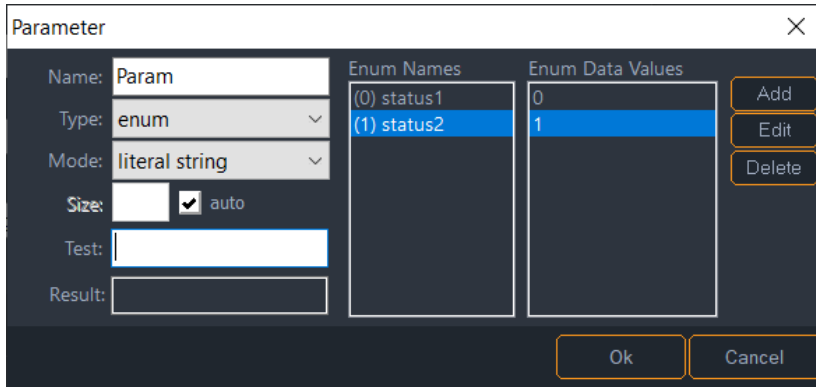 Parameter
Name: Param
Type: enum
Mode: literal string
Size: auto
Test:
Result:
Enum Names
(0) status1
(1) status2
Enum Data Values
0
1
Add
Edit
Delete
Ok
Cancel